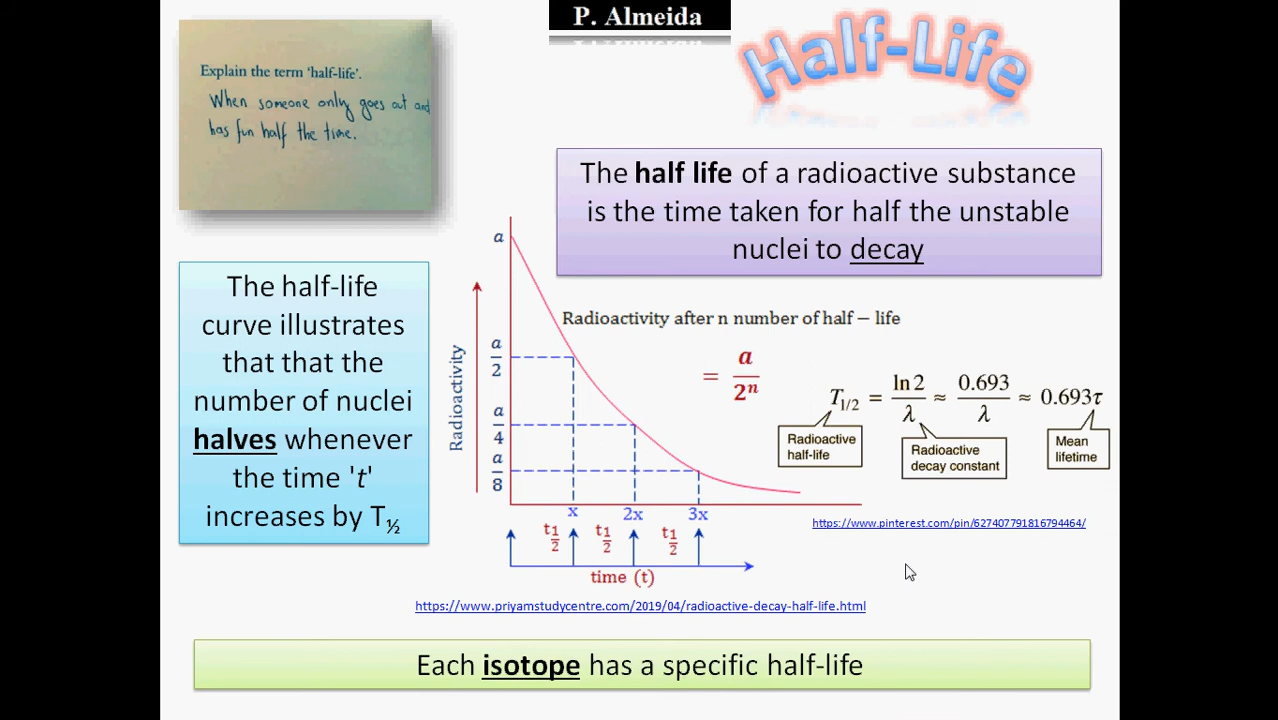 P. Almeida
Half-Life
Explain the term 'half-life'.
When someone only goes out and
has fun half the time.
The half life of a radioactive substance
is the time taken for half the unstable
nuclei to decay
The half-life
curve illustrates
that that the
number of nuclei
halves whenever
the time 't'
increases by T½
Radioactivity
a
a/2
a/4
a/8
x 2x 3x
t1/2 t1/2 t1/2
time (t)
Radioactivity after n number of half – life
= a/2ⁿ
T1/2 = ln 2/λ ≈ 0.693/λ ≈ 0.693τ
Radioactive
half-life
Radioactive
decay constant
Mean
lifetime
https://www.pinterest.com/pin/627407791816794464/
https://www.priyamstudycentre.com/2019/04/radioactive-decay-half-life.html
Each isotope has a specific half-life